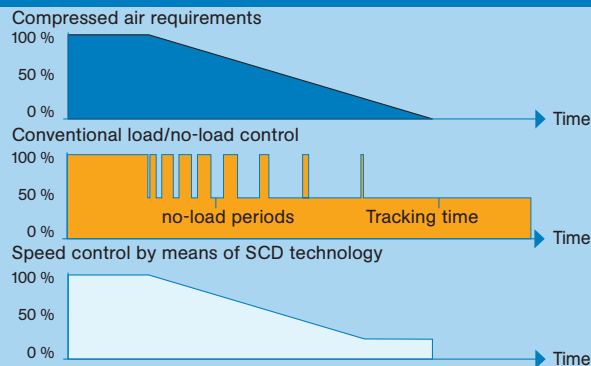 Compressed air requirements
100 %
50 %
0 %
Time
Conventional load/no-load control
100 %
50 %
no-load periods Tracking time
0 %
Time
Speed control by means of SCD technology
100 %
50 %
0 %
Time